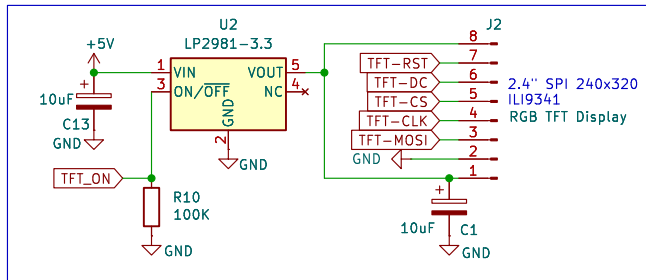 U2
LP2981-3.3
J2
+5V
1
VIN
VOUT
5
3
ON/OFF
NC
4
GND
2
GND
10uF
C13
GND
TFT_ON
R10
100K
GND
8
TFT-RST
7
TFT-DC
6
TFT-CS
5
TFT-CLK
4
TFT-MOSI
3
GND
2
1
2.4" SPI 240x320
ILI9341
RGB TFT Display
+
+
10uF
C1
GND